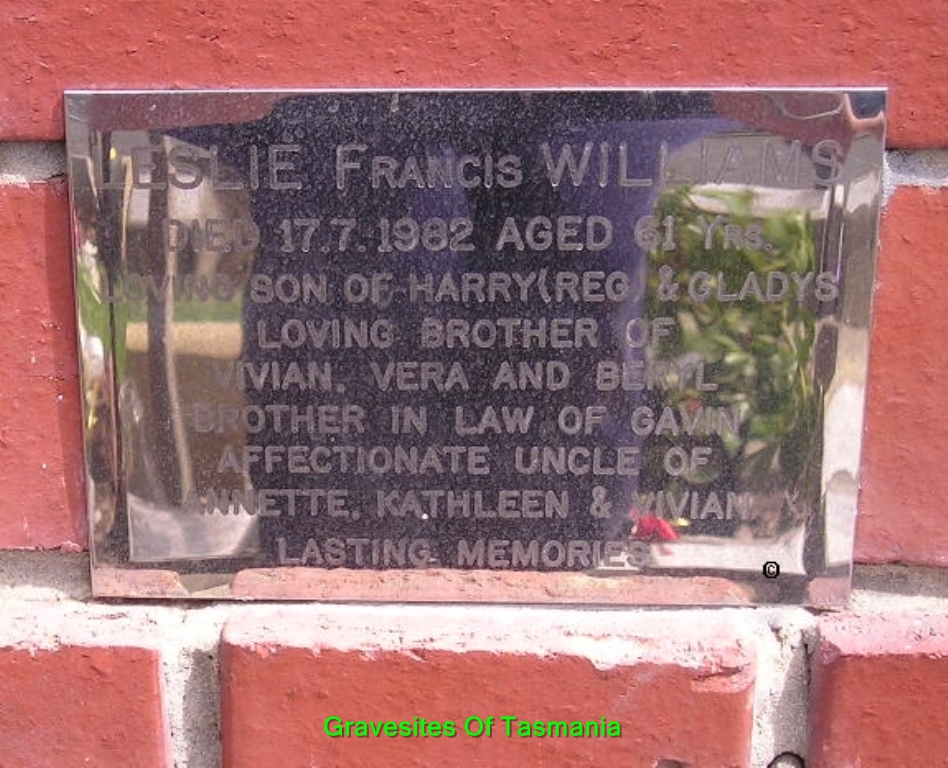 LESLIE FRANCIS WILLIAMS
DIED 17.7.1982 AGED 61 YRS.
LOVING SON OF HARRY(REG) & GLADYS
LOVING BROTHER OF
VIVIAN, VERA AND BERYL
BROTHER IN LAW OF GAVIN
AFFECTIONATE UNCLE OF
ANNETTE, KATHLEEN & VIVIAN
LASTING MEMORIES
©
Gravesites Of Tasmania